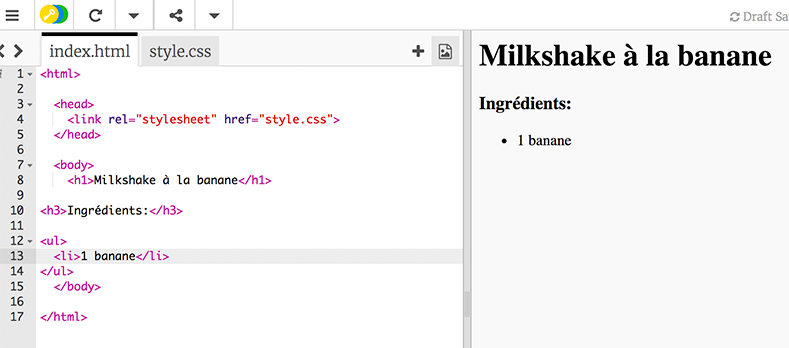 Draft Sa
index.html style.css
1 <html>
2
3 <head>
4 <link rel="stylesheet" href="style.css">
5 </head>
6
7 <body>
8 <h1>Milkshake à la banane</h1>
9
10 <h3>Ingrédients:</h3>
11
12 <ul>
13 <li>1 banane</li>
14 </ul>
15 </body>
16
17 </html>
Milkshake à la banane
Ingrédients:
• 1 banane